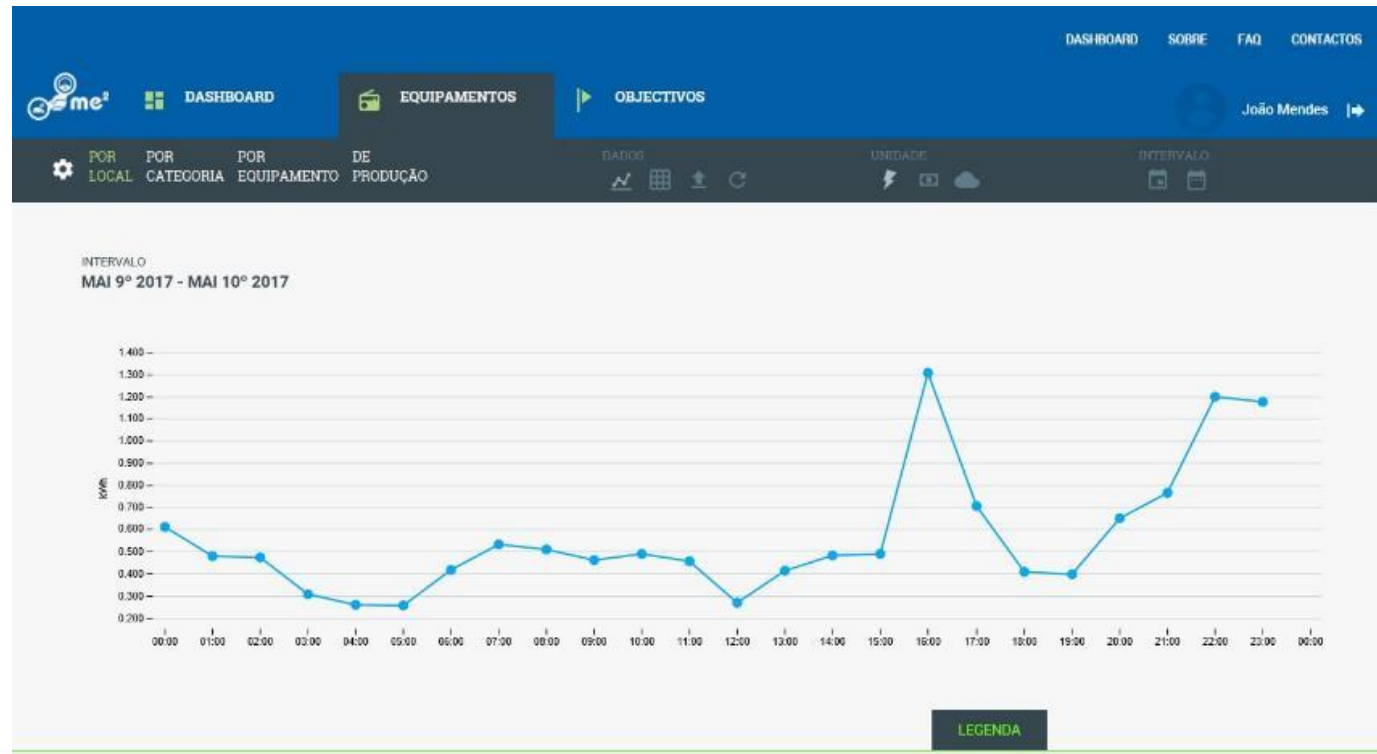 DASHBOARD SOBRE FAQ CONTACTOS
me²
DASHBOARD EQUIPAMENTOS OBJECTIVOS
João Mendes
POR LOCAL
POR CATEGORIA
POR EQUIPAMENTO
DE PRODUÇÃO
DADOS
UNIDADE
INTERVALO
INTERVALO
MAI 9º 2017 - MAI 10º 2017
kWh
1.400
1.300
1.200
1.100
1.000
0.900
0.800
0.700
0.600
0.500
0.400
0.300
0.200
00:00 01:00 02:00 03:00 04:00 05:00 06:00 07:00 08:00 09:00 10:00 11:00 12:00 13:00 14:00 15:00 16:00 17:00 18:00 19:00 20:00 21:00 22:00 23:00 00:00
LEGENDA